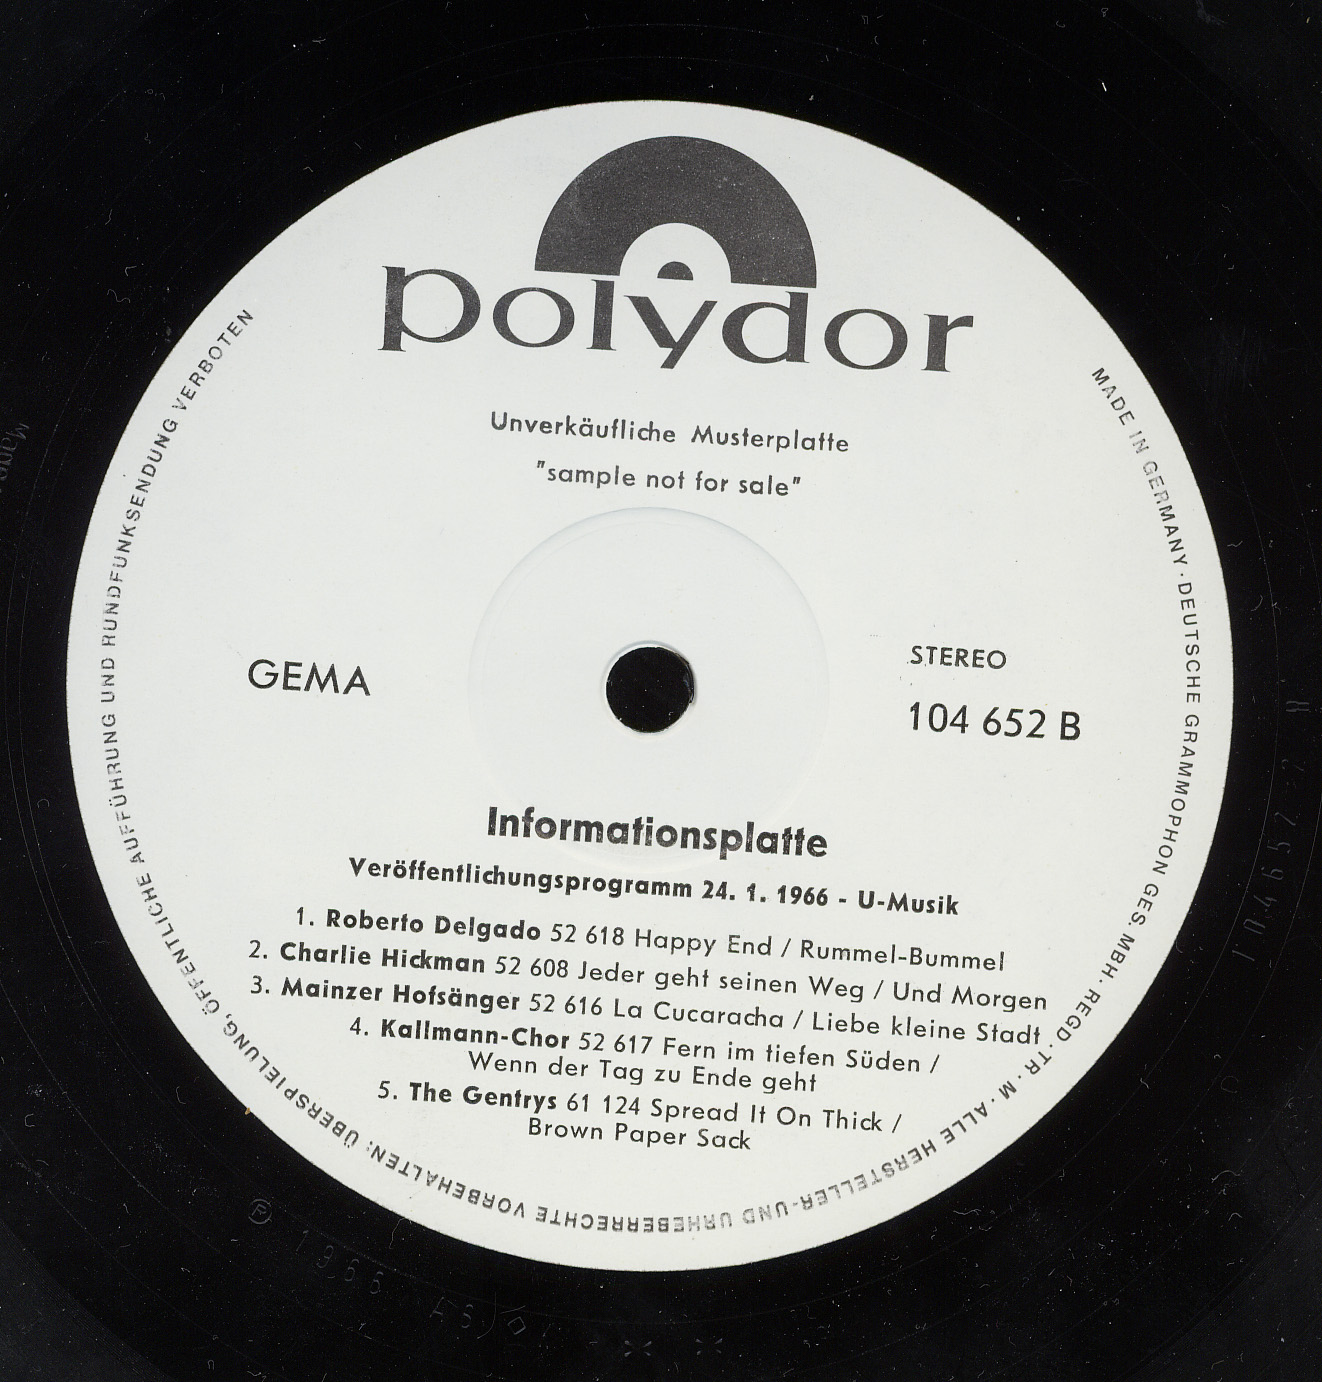 polydor
Unverkäufliche Musterplatte
"sample not for sale"
GEMA
STEREO
104 652 B
Informationsplatte
Veröffentlichungsprogramm 24. 1. 1966 - U-Musik
1. Roberto Delgado 52 618 Happy End / Rummel-Bummel
2. Charlie Hickman 52 608 Jeder geht seinen Weg / Und Morgen
3. Mainzer Hofsänger 52 616 La Cucaracha / Liebe kleine Stadt
4. Kallmann-Chor 52 617 Fern im tiefen Süden /
Wenn der Tag zu Ende geht
5. The Gentrys 61 124 Spread It On Thick /
Brown Paper Sack
MADE IN GERMANY · DEUTSCHE GRAMMOPHON GES. MBH · REGD · TR · M · ALLE HERSTELLER- UND URHEBERRECHTE VORBEHALTEN; ÜBERSPIELUNG, ÖFFENTLICHE AUFFÜHRUNG UND RUNDFUNKSENDUNG VERBOTEN